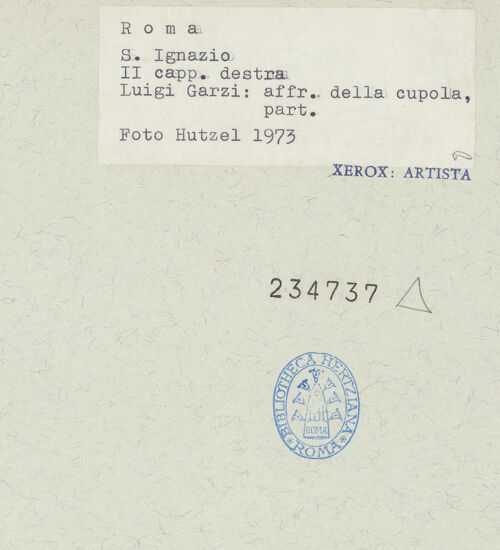 Roma
S. Ignazio
II capp. destra
Luigi Garzi: affr. della cupola,
part.
Foto Hutzel 1973
XEROX: ARTISTA
234737
BIBLIOTHECA HERTZIANA
ROMA
ROMA